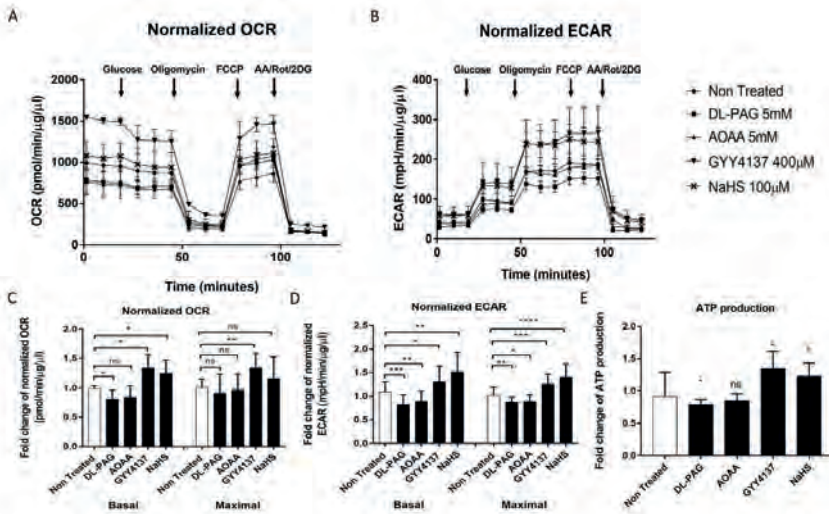 A
Normalized OCR
Glucose Oligomycin FCCP AA/Rot/2DG
OCR (pmol/min/µg/µl)
2000
1500
1000
500
0
0 50 100
Time (minutes)
B
Normalized ECAR
Glucose Oligomycin FCCP AA/Rot/2DG
ECAR (mpH/min/µg/µl)
400
300
200
100
0
0 50 100
Time (minutes)
Non Treated
DL-PAG 5mM
AOAA 5mM
GYY4137 400µM
NaHS 100µM
C
Normalized OCR
Fold change of normalized OCR
(pmol/min/µg/µl)
2.0
1.5
1.0
0.5
0.0
ns
ns
ns
ns
Non Treated DL-PAG AOAA GYY4137 NaHS Non Treated DL-PAG AOAA GYY4137 NaHS
Basal Maximal
D
Normalized ECAR
Fold change of normalized
ECAR (mpH/min/µg/µl)
2.5
2.0
1.5
1.0
0.5
0.0
Non Treated DL-PAG AOAA GYY4137 NaHS Non Treated DL-PAG AOAA GYY4137 NaHS
Basal Maximal
E
ATP production
Fold change of ATP production
2.0
1.5
1.0
0.5
0.0
ns
Non Treated DL-PAG AOAA GYY4137 NaHS